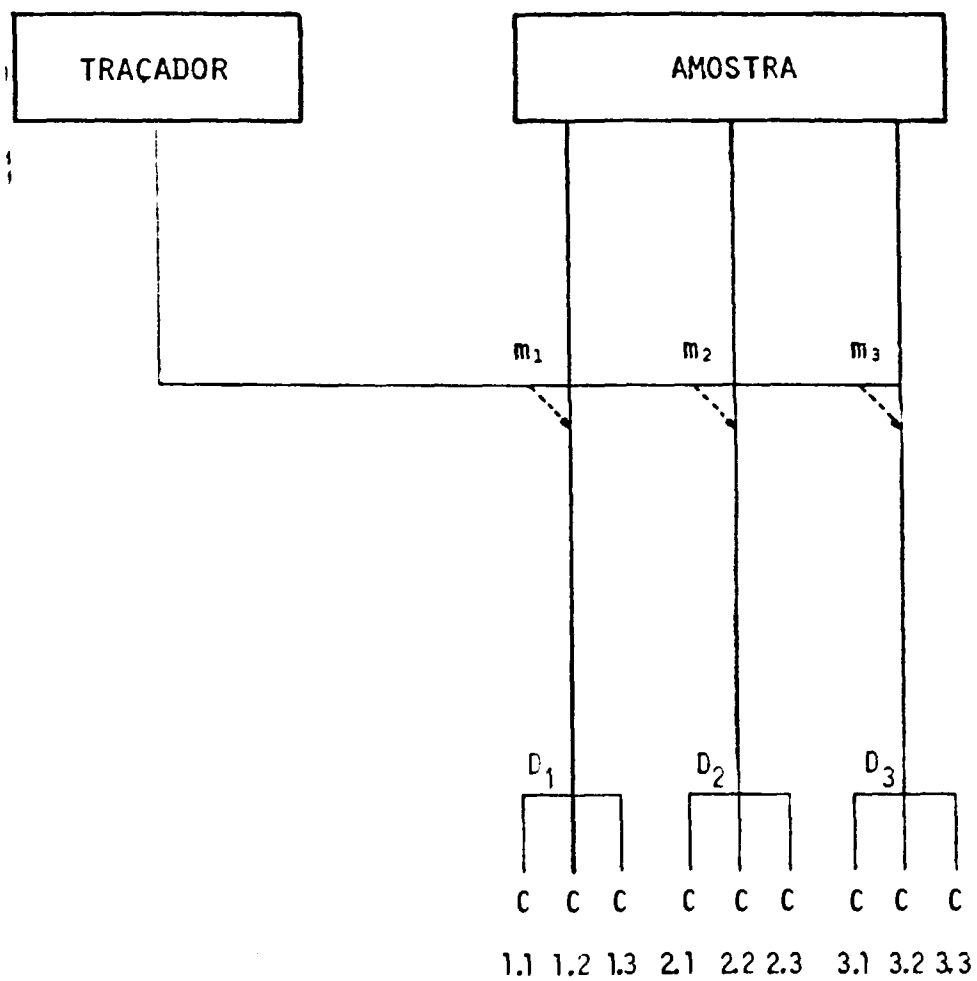 TRAÇADOR AMOSTRA
m₁ m₂ m₃
D₁ D₂ D₃
C C C C C C C C C
1.1 1.2 1.3 2.1 2.2 2.3 3.1 3.2 3.3